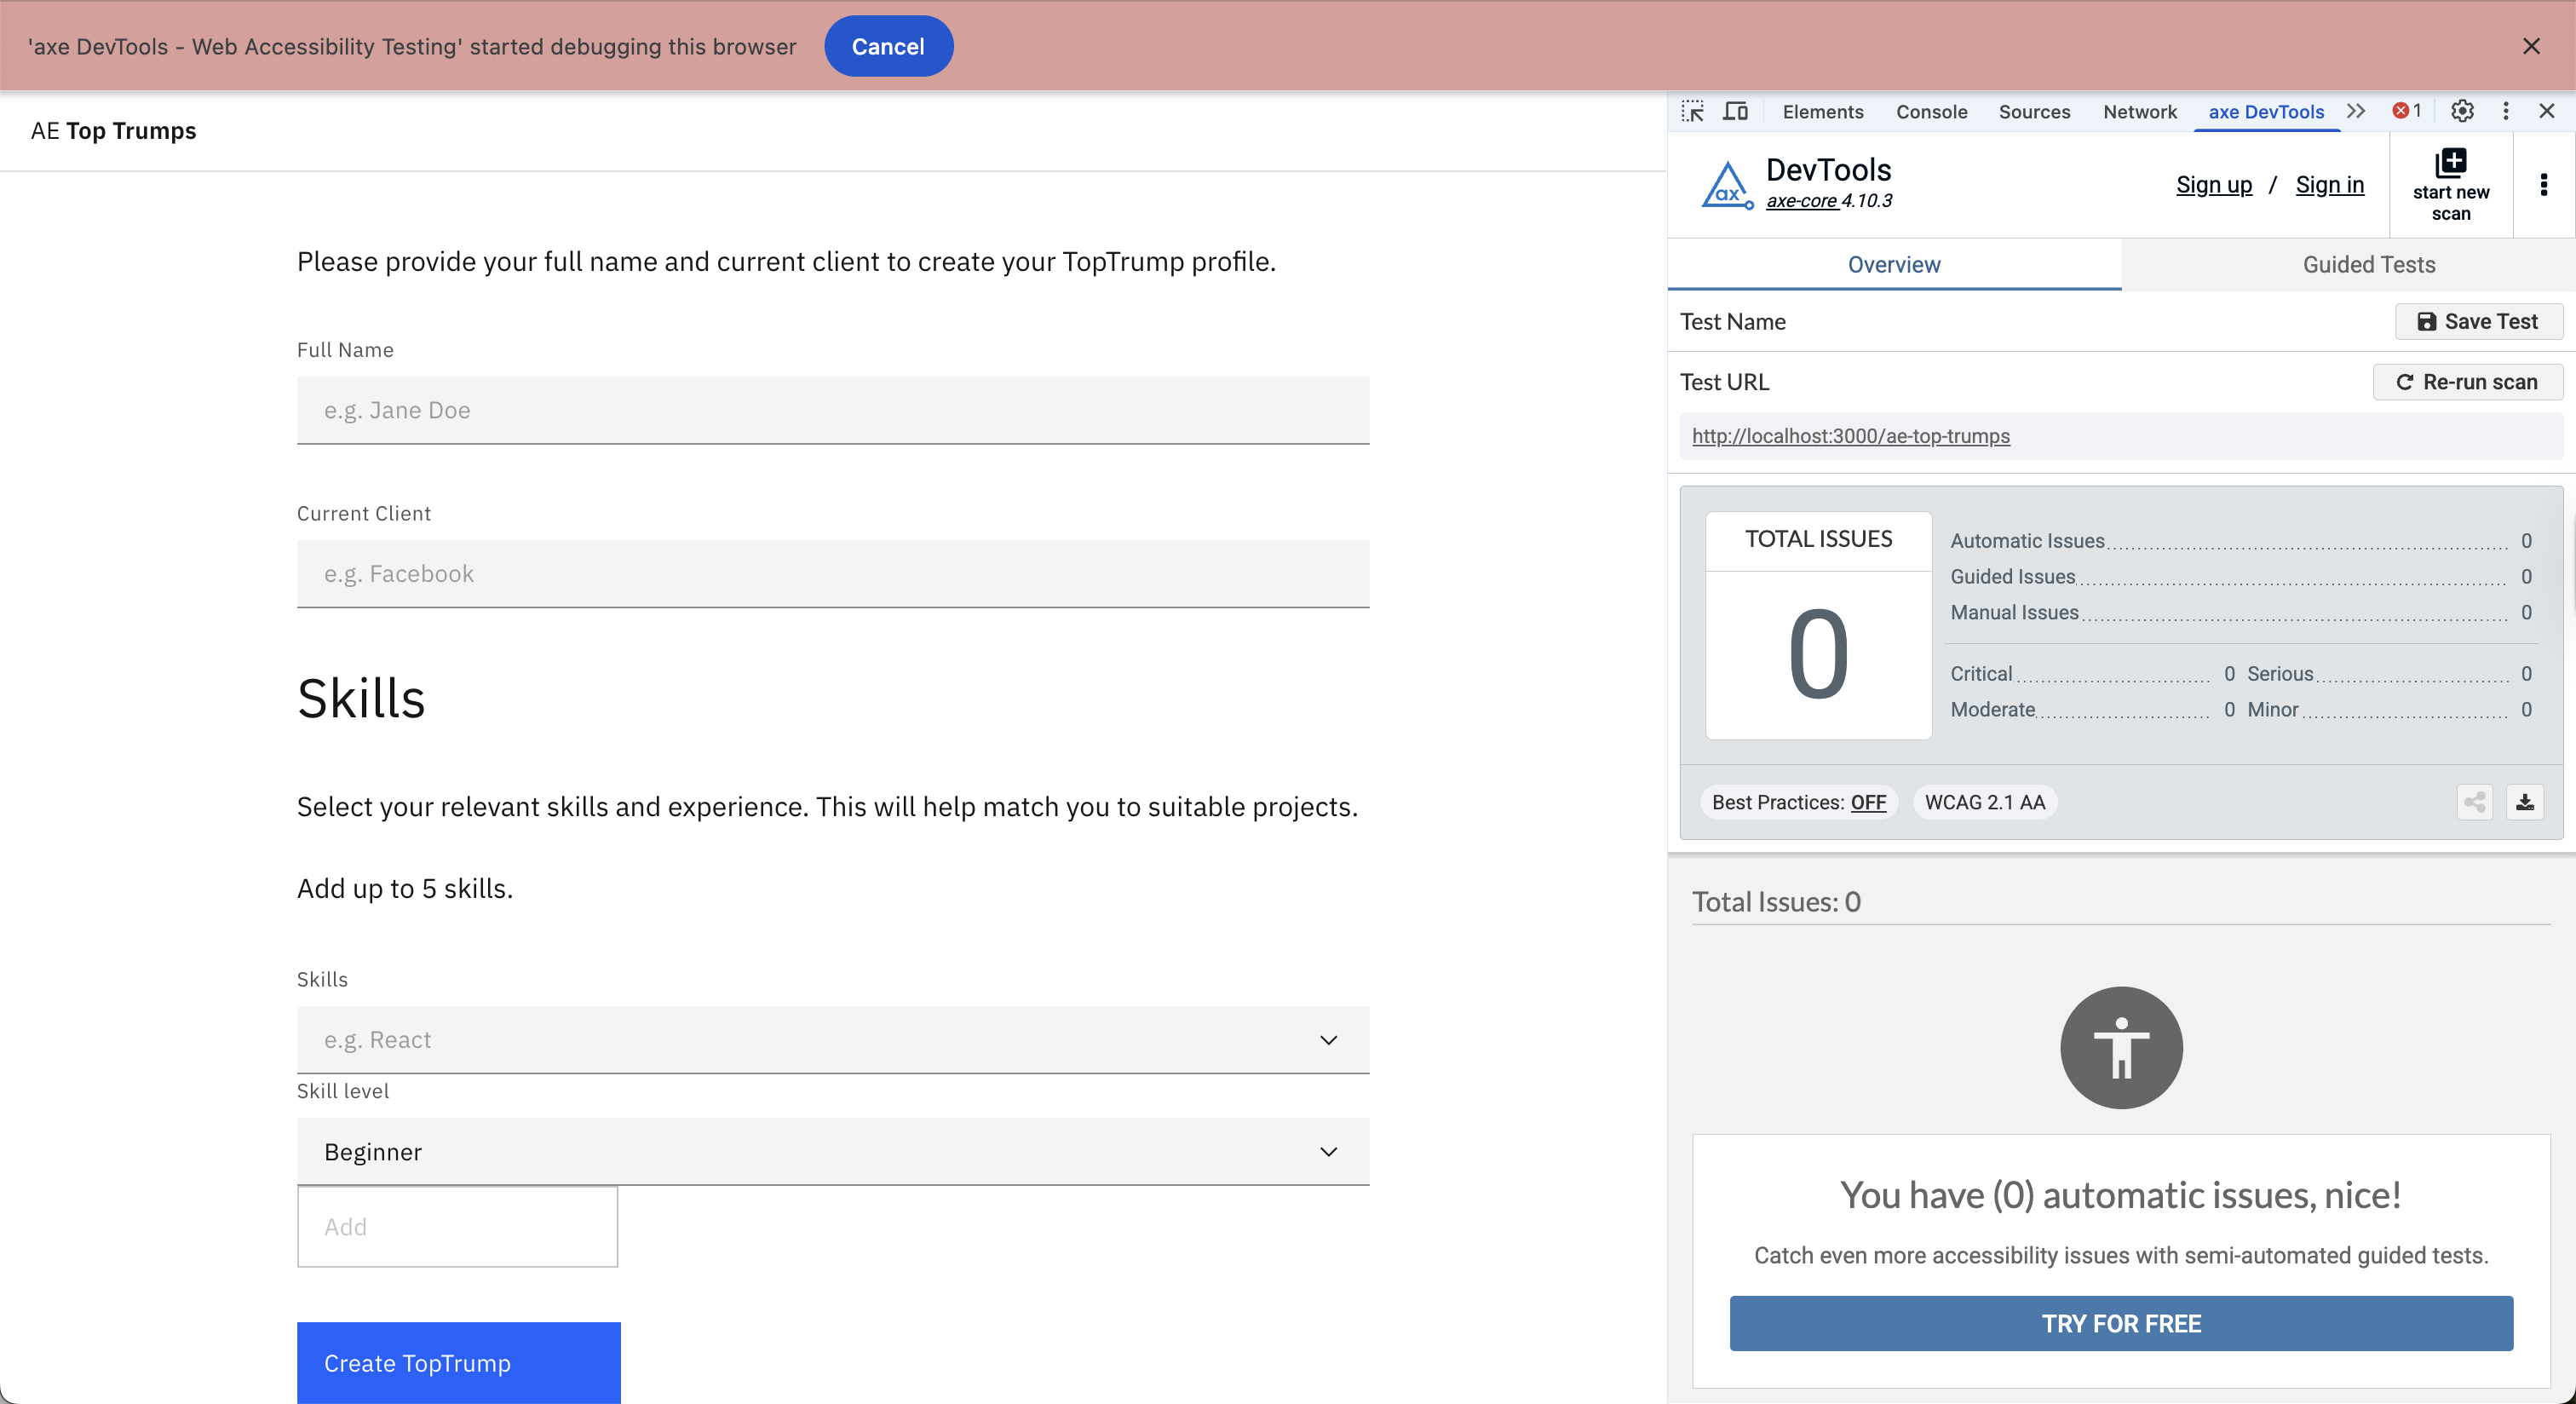 'axe DevTools - Web Accessibility Testing' started debugging this browser
Cancel
AE Top Trumps
Please provide your full name and current client to create your TopTrump profile.
Full Name
e.g. Jane Doe
Current Client
e.g. Facebook
Skills
Select your relevant skills and experience. This will help match you to suitable projects.
Add up to 5 skills.
Skills
e.g. React
Skill level
Beginner
Add
Create TopTrump
Elements
Console
Sources
Network
axe DevTools
1
ax
DevTools
axe-core 4.10.3
Sign up / Sign in
start new
scan
Overview
Guided Tests
Test Name
Save Test
Test URL
Re-run scan
http://localhost:3000/ae-top-trumps
TOTAL ISSUES
0
Automatic Issues 0
Guided Issues 0
Manual Issues 0
Critical 0 Serious 0
Moderate 0 Minor 0
Best Practices: OFF
WCAG 2.1 AA
Total Issues: 0
You have (0) automatic issues, nice!
Catch even more accessibility issues with semi-automated guided tests.
TRY FOR FREE